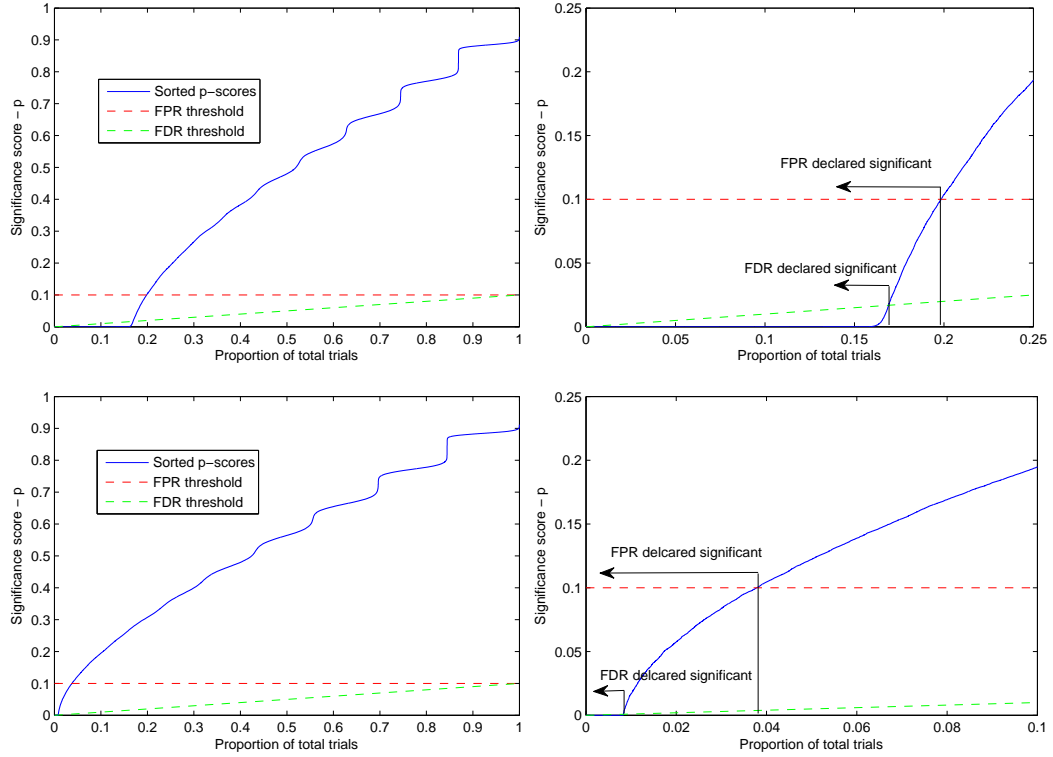 1
0.9
0.8
0.7
0.6
0.5
0.4
0.3
0.2
0.1
0
0 0.1 0.2 0.3 0.4 0.5 0.6 0.7 0.8 0.9 1
Proportion of total trials
Significance score − p
Sorted p−scores
FPR threshold
FDR threshold
0.25
0.2
0.15
0.1
0.05
0
0 0.05 0.1 0.15 0.2 0.25
Proportion of total trials
Significance score − p
FPR declared significant
FDR declared significant
1
0.9
0.8
0.7
0.6
0.5
0.4
0.3
0.2
0.1
0
0 0.1 0.2 0.3 0.4 0.5 0.6 0.7 0.8 0.9 1
Proportion of total trials
Significance score − p
Sorted p−scores
FPR threshold
FDR threshold
0.25
0.2
0.15
0.1
0.05
0
0 0.02 0.04 0.06 0.08 0.1
Proportion of total trials
Significance score − p
FPR delcared significant
FDR delcared significant